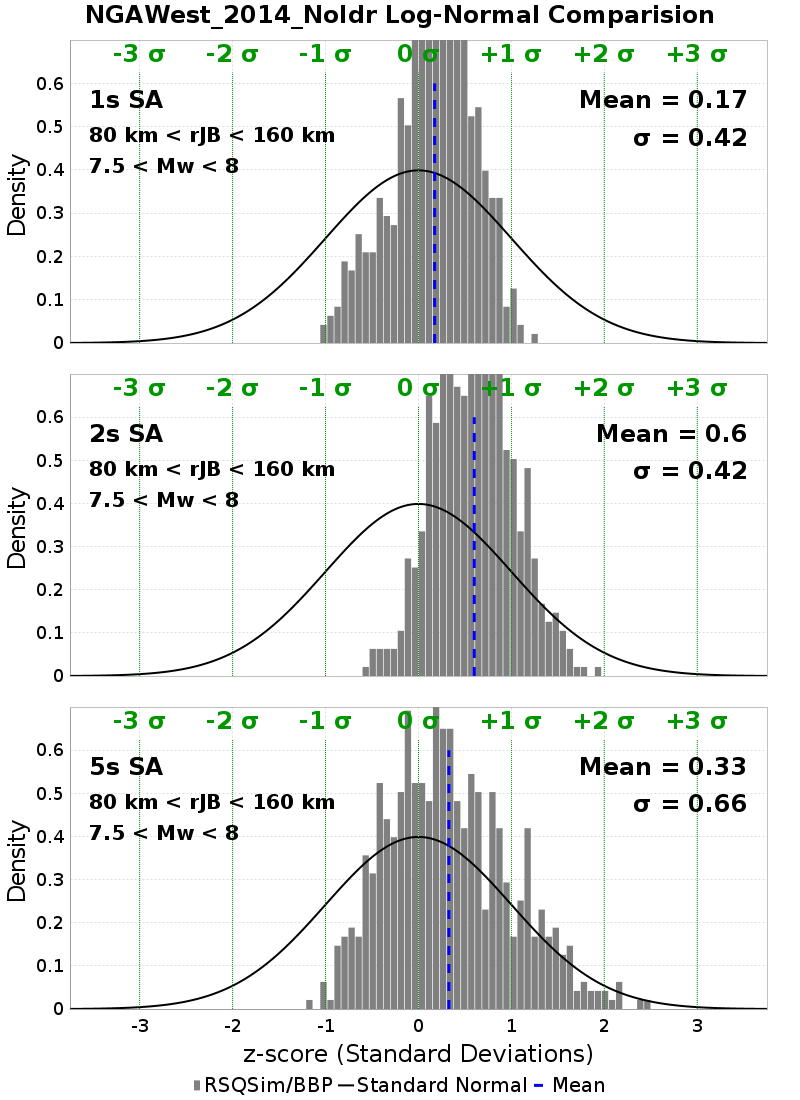 NGAWest_2014_NoIdr Log-Normal Comparision
-3 σ -2 σ -1 σ 0 σ +1 σ +2 σ +3 σ
1s SA
Mean = 0.17
80 km < rJB < 160 km
σ = 0.42
7.5 < Mw < 8
0.6
0.5
0.4
0.3
0.2
0.1
0
Density
-3 σ -2 σ -1 σ 0 σ +1 σ +2 σ +3 σ
2s SA
Mean = 0.6
80 km < rJB < 160 km
σ = 0.42
7.5 < Mw < 8
0.6
0.5
0.4
0.3
0.2
0.1
0
Density
-3 σ -2 σ -1 σ 0 σ +1 σ +2 σ +3 σ
5s SA
Mean = 0.33
80 km < rJB < 160 km
σ = 0.66
7.5 < Mw < 8
0.6
0.5
0.4
0.3
0.2
0.1
0
Density
-3 -2 -1 0 1 2 3
z-score (Standard Deviations)
RSQSim/BBP Standard Normal Mean